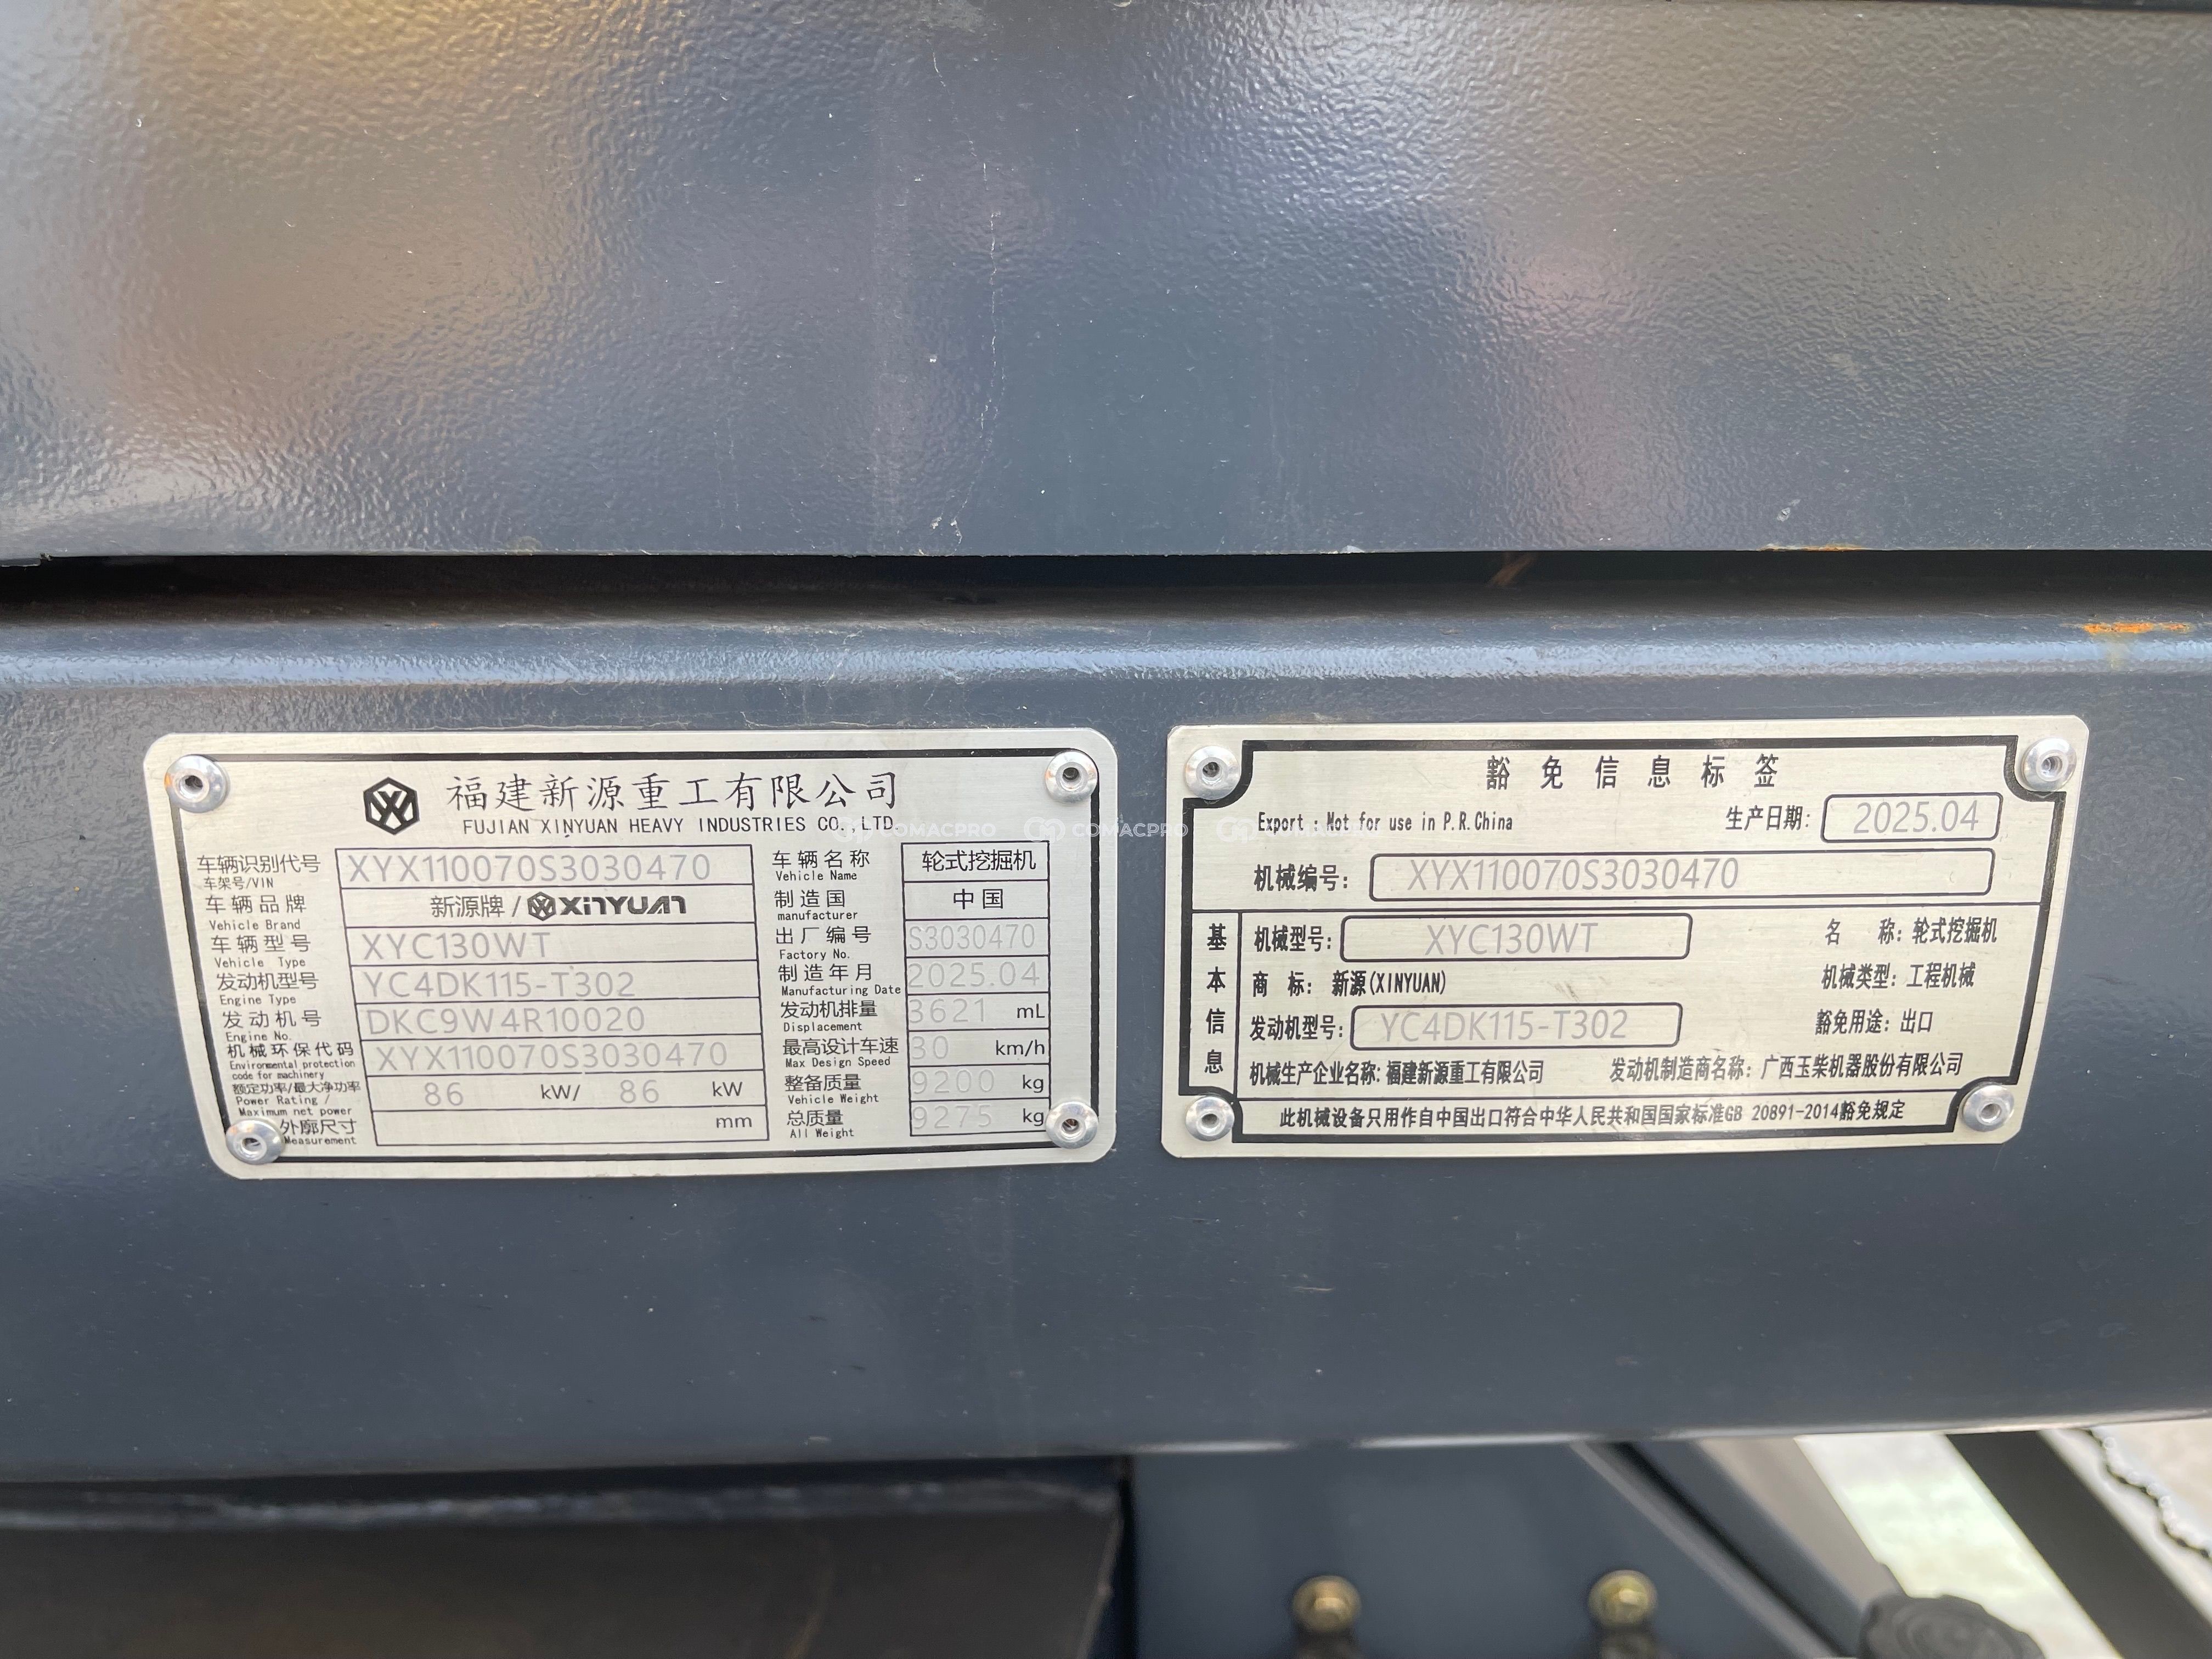 福建新源重工有限公司
FUJIAN XINYUAN HEAVY INDUSTRIES CO.,LTD
车辆识别代号 XYX110070S3030470
车架号/VIN
车辆品牌 新源牌/XINYUAN
Vehicle Brand
车辆型号 XYC130WT
Vehicle Type
发动机型号 YC4DK115-T302
Engine Type
发动机号 DKC9W4R10020
Engine No.
机械环保代码 XYX110070S3030470
Environmental protection
code for machinery
额定功率/最大净功率 86 kW/ 86 kW
Power Rating /
Maximum net power
外廓尺寸 mm
Measurement
车辆名称 轮式挖掘机
Vehicle Name
制造国 中国
manufacturer
出厂编号 S3030470
Factory No.
制造年月 2025.04
Manufacturing Date
发动机排量 3621 mL
Displacement
最高设计车速 30 km/h
Max Design Speed
整备质量 9200 kg
Vehicle Weight
总质量 9275 kg
All Weight
COMACPRO COMACPRO
豁免信息标签
Export : Not for use in P.R.China 生产日期: 2025.04
机械编号: XYX110070S3030470
基本信息
机械型号: XYC130WT 名 称: 轮式挖掘机
商 标: 新源(XINYUAN) 机械类型: 工程机械
发动机型号: YC4DK115-T302 豁免用途: 出口
机械生产企业名称: 福建新源重工有限公司 发动机制造商名称: 广西玉柴机器股份有限公司
此机械设备只用作自中国出口符合中华人民共和国国家标准GB 20891-2014豁免规定